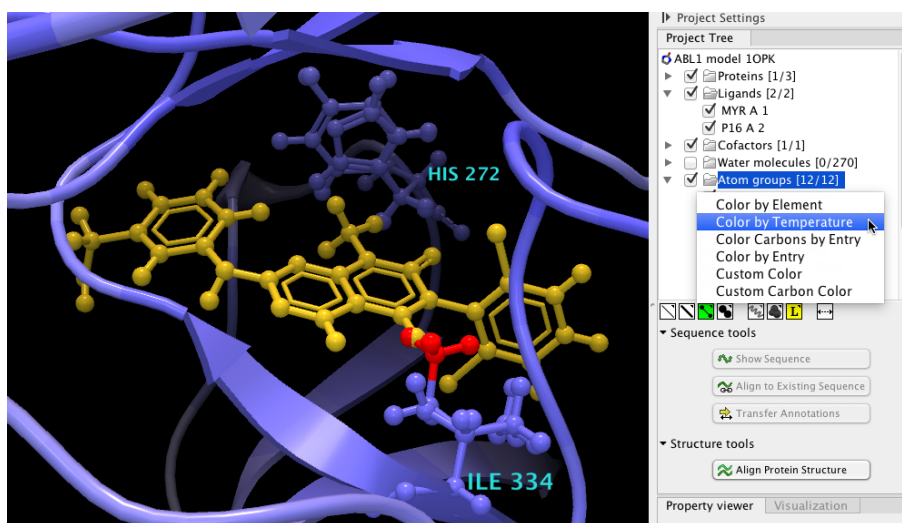 HIS 272
ILE 334
Project Settings
Project Tree
ABL1 model 1OPK
Proteins [1/3]
Ligands [2/2]
MYR A 1
P16 A 2
Cofactors [1/1]
Water molecules [0/270]
Atom groups [12/12]
Color by Element
Color by Temperature
Color Carbons by Entry
Color by Entry
Custom Color
Custom Carbon Color
L
Sequence tools
Show Sequence
Align to Existing Sequence
Transfer Annotations
Structure tools
Align Protein Structure
Property viewer
Visualization